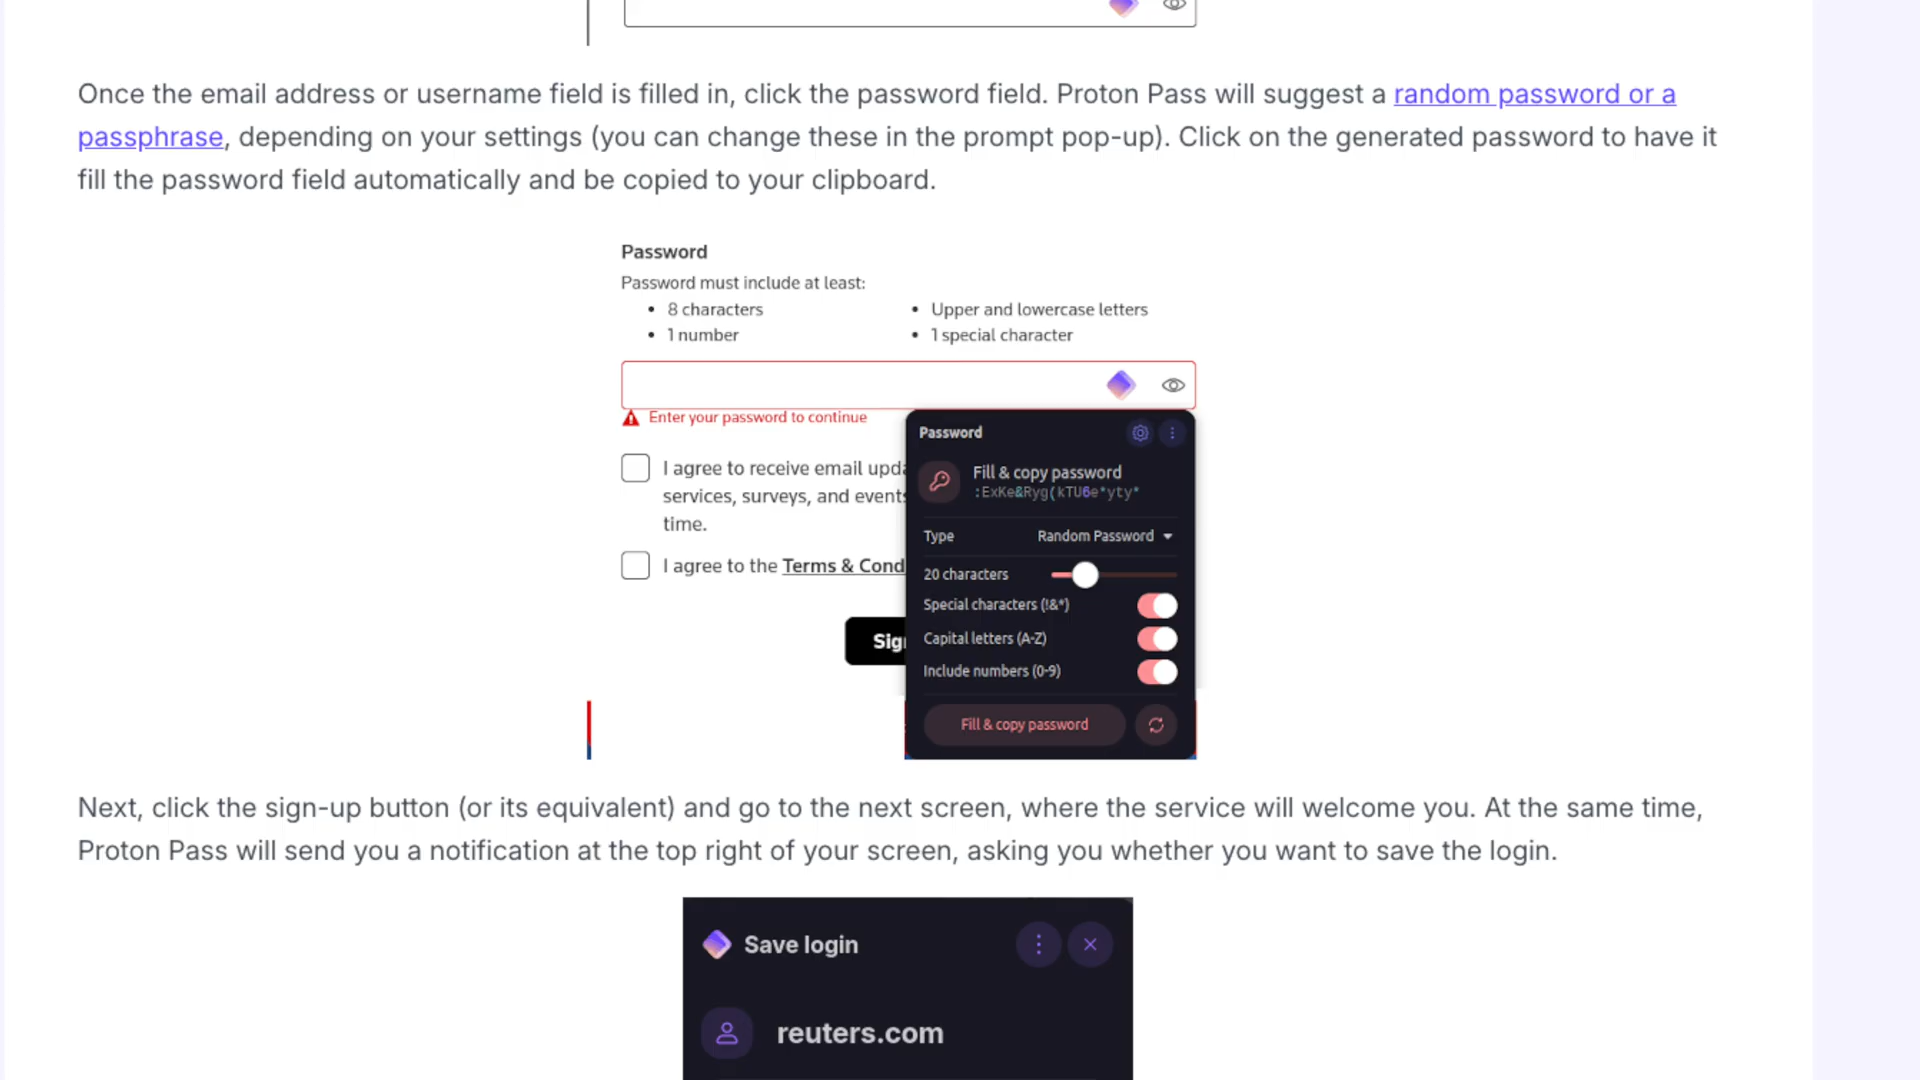 Once the email address or username field is filled in, click the password field. Proton Pass will suggest a random password or a
passphrase, depending on your settings (you can change these in the prompt pop-up). Click on the generated password to have it
fill the password field automatically and be copied to your clipboard.
Password
Password must include at least:
• 8 characters
• Upper and lowercase letters
• 1 number
• 1 special character
Enter your password to continue
Password
Fill & copy password
:ExKe&Ryg(kTU6e*yty*
I agree to receive email upda
services, surveys, and events
time.
Type
Random Password
I agree to the Terms & Cond
20 characters
Special characters (!&*)
Capital letters (A-Z)
Sig
Include numbers (0-9)
Fill & copy password
Next, click the sign-up button (or its equivalent) and go to the next screen, where the service will welcome you. At the same time,
Proton Pass will send you a notification at the top right of your screen, asking you whether you want to save the login.
Save login
reuters.com